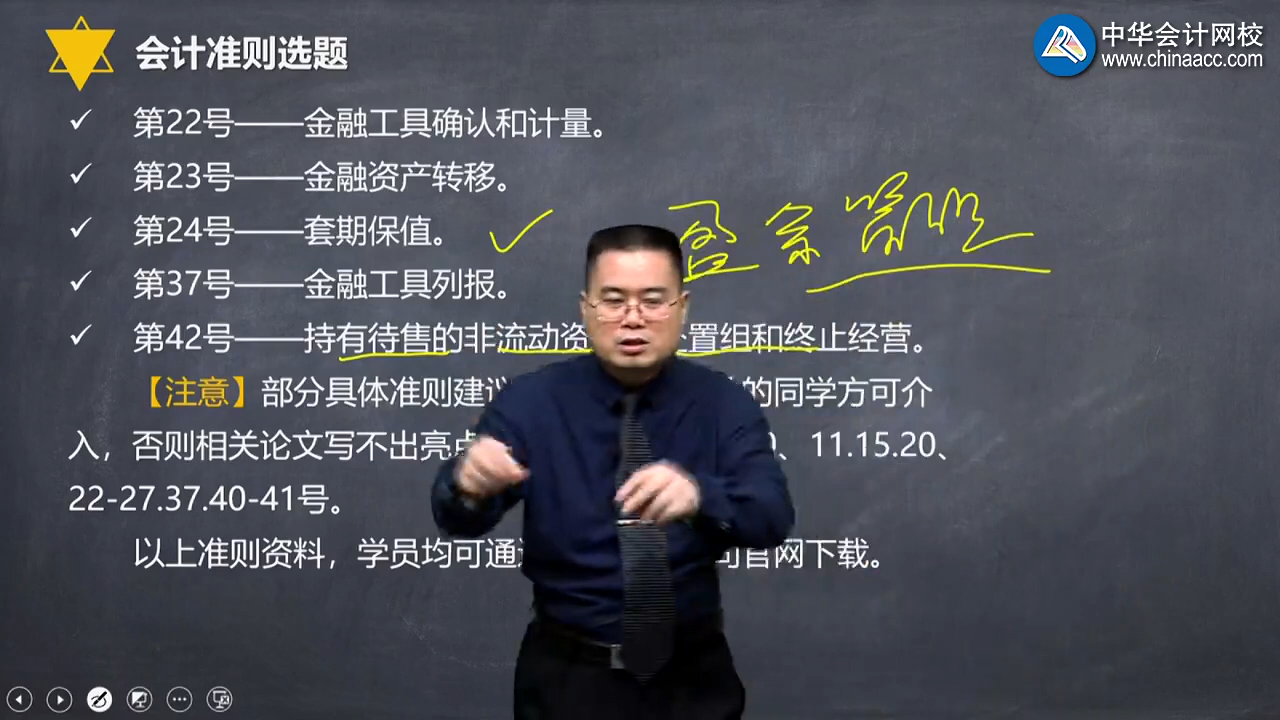 会计准则选题
中华会计网校
www.chinaacc.com
第22号——金融工具确认和计量。
第23号——金融资产转移。
第24号——套期保值。
第37号——金融工具列报。
第42号——持有待售的非流动资 置组和终止经营。
【注意】部分具体准则建 的同学方可介
入，否则相关论文写不出亮 、11.15.20、
22-27.37.40-41号。
以上准则资料，学员均可通 官网下载。
盈余管理